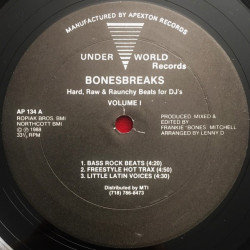 MANUFACTURED BY APEXTON RECORDS
UNDER WORLD
Records
BONESBREAKS
Hard, Raw & Raunchy Beats for DJ's
VOLUME I
AP 134 A
ROPIAK BROS. BMI
NORTHCOTT BMI
℗ © 1988
33⅓ RPM
PRODUCED, MIXED &
EDITED BY
FRANKIE "BONES" MITCHELL
ARRANGED BY LENNY D
1. BASS ROCK BEATS (4:20)
2. FREESTYLE HOT TRAX (4:50)
3. LITTLE LATIN VOICES (4:30)
Distributed by MTI
(718) 786-6473